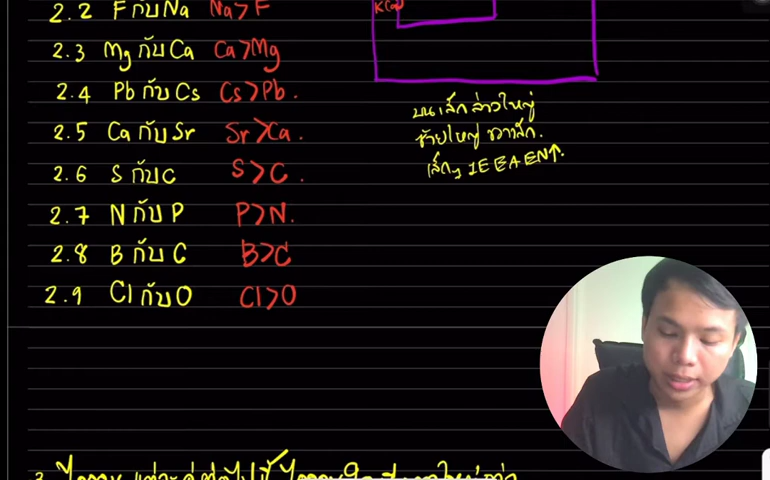 2.2 F กับ Na Na>F
K(
2.3 Mg กับ Ca Ca>Mg
2.4 Pb กับ Cs Cs>Pb.
2.5 Ca กับ Sr Sr>Ca.
2.6 S กับ C S>C.
2.7 N กับ P P>N.
2.8 B กับ C B>C
2.9 Cl กับ O Cl>O
บนเล็ก ล่างใหญ่
ซ้ายใหญ่ ขวาเล็ก.
เล็กๆ IE EA EN↑.
3.